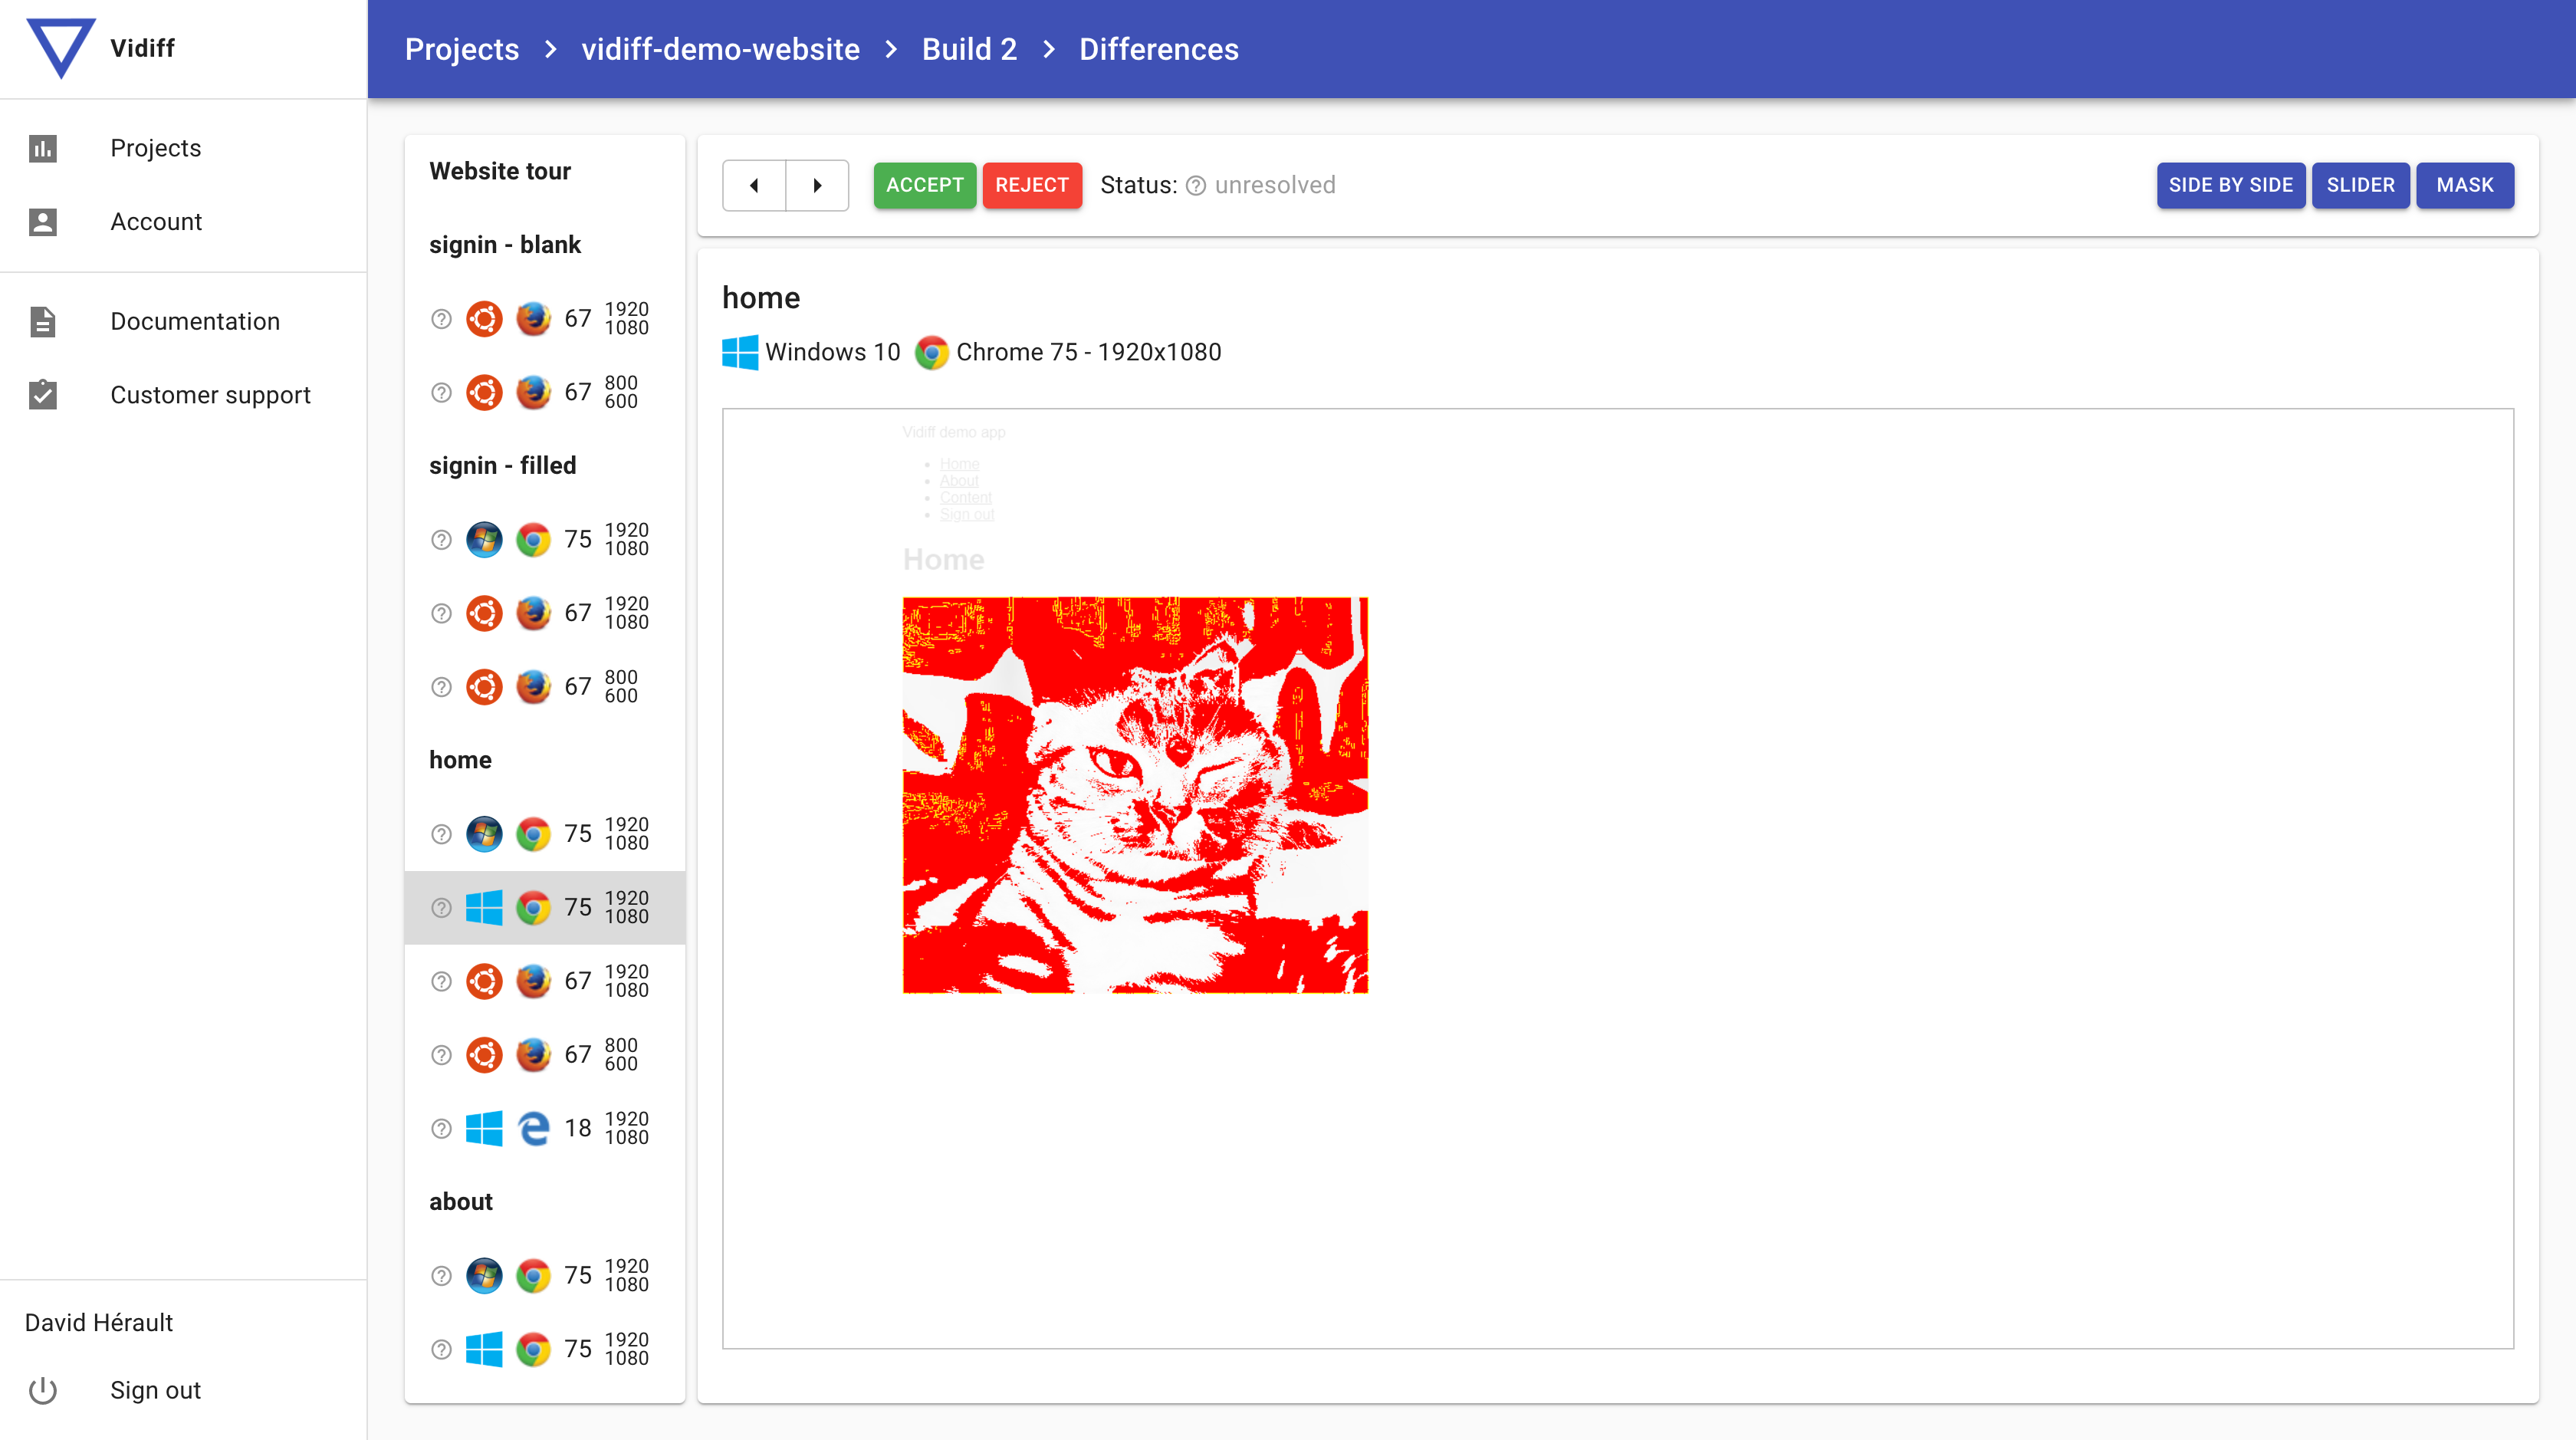 Vidiff
Projects
Account
Documentation
Customer support
David Hérault
Sign out
Projects > vidiff-demo-website > Build 2 > Differences
Website tour
signin - blank
67 1920 1080
67 800 600
signin - filled
75 1920 1080
67 1920 1080
67 800 600
home
75 1920 1080
75 1920 1080
67 1920 1080
67 800 600
18 1920 1080
about
75 1920 1080
75 1920 1080
ACCEPT REJECT Status: unresolved SIDE BY SIDE SLIDER MASK
home
Windows 10 Chrome 75 - 1920x1080
Vidiff demo app
Home
About
Content
Sign out
Home